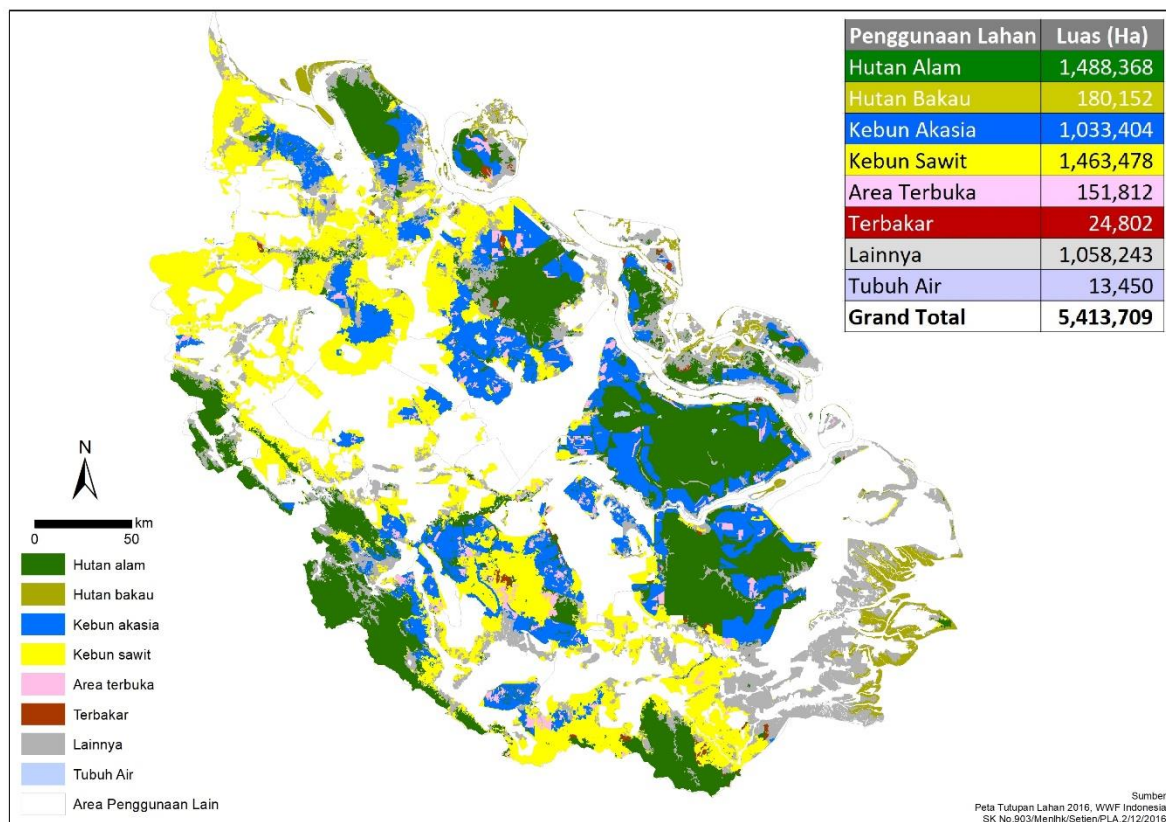 Penggunaan Lahan Luas (Ha)
Hutan Alam 1,488,368
Hutan Bakau 180,152
Kebun Akasia 1,033,404
Kebun Sawit 1,463,478
Area Terbuka 151,812
Terbakar 24,802
Lainnya 1,058,243
Tubuh Air 13,450
Grand Total 5,413,709
N
km
0 50
Hutan alam
Hutan bakau
Kebun akasia
Kebun sawit
Area terbuka
Terbakar
Lainnya
Tubuh Air
Area Penggunaan Lain
Sumber
Peta Tutupan Lahan 2016, WWF Indonesia
SK No.903/Menlhk/Setjen/PLA.2/12/2016